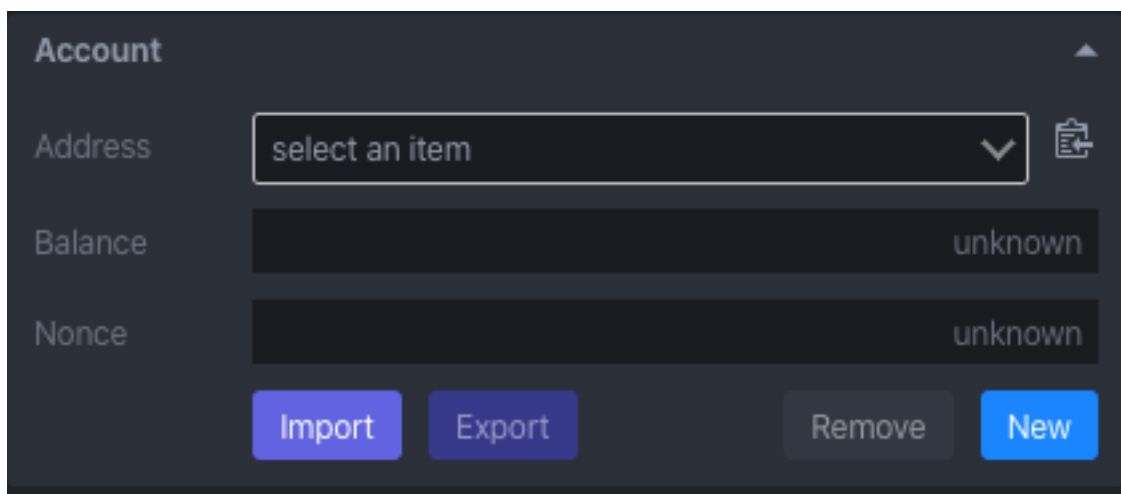 Account
Address select an item
Balance unknown
Nonce unknown
Import Export Remove New